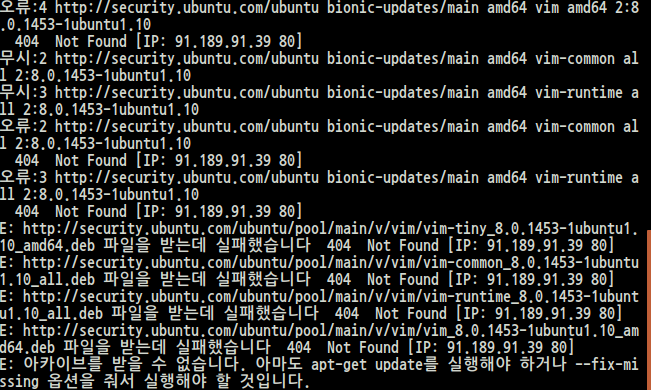 오류:4 http://security.ubuntu.com/ubuntu bionic-updates/main amd64 vim amd64 2:8
.0.1453-1ubuntu1.10
  404  Not Found [IP: 91.189.91.39 80]
무시:2 http://security.ubuntu.com/ubuntu bionic-updates/main amd64 vim-common al
l 2:8.0.1453-1ubuntu1.10
무시:3 http://security.ubuntu.com/ubuntu bionic-updates/main amd64 vim-runtime a
ll 2:8.0.1453-1ubuntu1.10
오류:2 http://security.ubuntu.com/ubuntu bionic-updates/main amd64 vim-common al
l 2:8.0.1453-1ubuntu1.10
  404  Not Found [IP: 91.189.91.39 80]
오류:3 http://security.ubuntu.com/ubuntu bionic-updates/main amd64 vim-runtime a
ll 2:8.0.1453-1ubuntu1.10
  404  Not Found [IP: 91.189.91.39 80]
E: http://security.ubuntu.com/ubuntu/pool/main/v/vim/vim-tiny_8.0.1453-1ubuntu1.
10_amd64.deb 파일을 받는데 실패했습니다  404  Not Found [IP: 91.189.91.39 80]
E: http://security.ubuntu.com/ubuntu/pool/main/v/vim/vim-common_8.0.1453-1ubuntu
1.10_all.deb 파일을 받는데 실패했습니다  404  Not Found [IP: 91.189.91.39 80]
E: http://security.ubuntu.com/ubuntu/pool/main/v/vim/vim-runtime_8.0.1453-1ubunt
u1.10_all.deb 파일을 받는데 실패했습니다  404  Not Found [IP: 91.189.91.39 80]
E: http://security.ubuntu.com/ubuntu/pool/main/v/vim/vim_8.0.1453-1ubuntu1.10_am
d64.deb 파일을 받는데 실패했습니다  404  Not Found [IP: 91.189.91.39 80]
E: 아카이브를 받을 수 없습니다. 아마도 apt-get update를 실행해야 하거나 --fix-mi
ssing 옵션을 줘서 실행해야 할 것입니다.